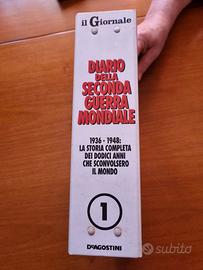 il Giornale
DIARIO
DELLA
SECONDA
GUERRA
MONDIALE
1936 - 1948:
LA STORIA COMPLETA
DEI DODICI ANNI
CHE SCONVOLSERO
IL MONDO
1
DEAGOSTINI
subito